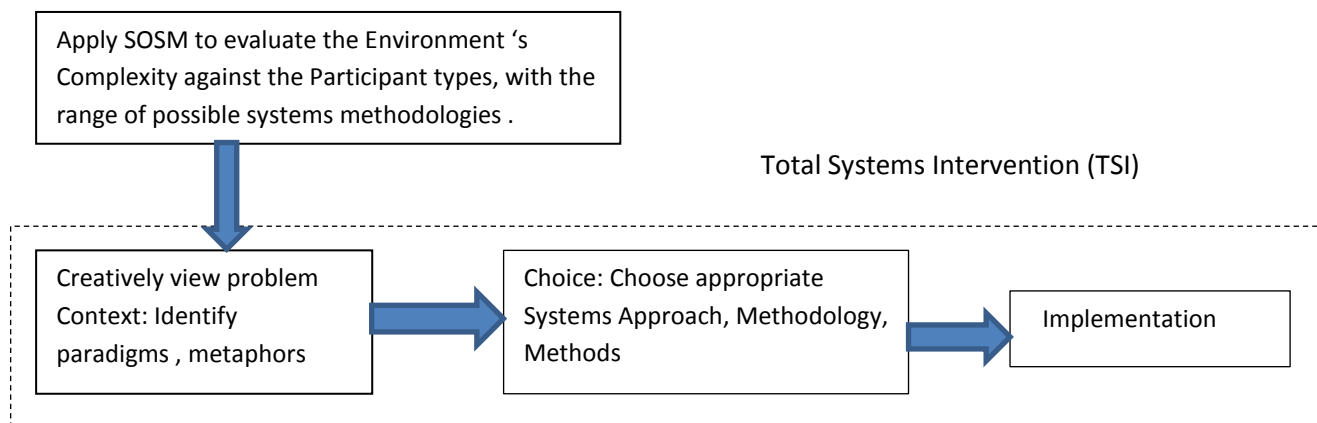 Apply SOSM to evaluate the Environment ‘s
Complexity against the Participant types, with the
range of possible systems methodologies .
Total Systems Intervention (TSI)
Creatively view problem
Context: Identify
paradigms , metaphors
Choice: Choose appropriate
Systems Approach, Methodology,
Methods
Implementation